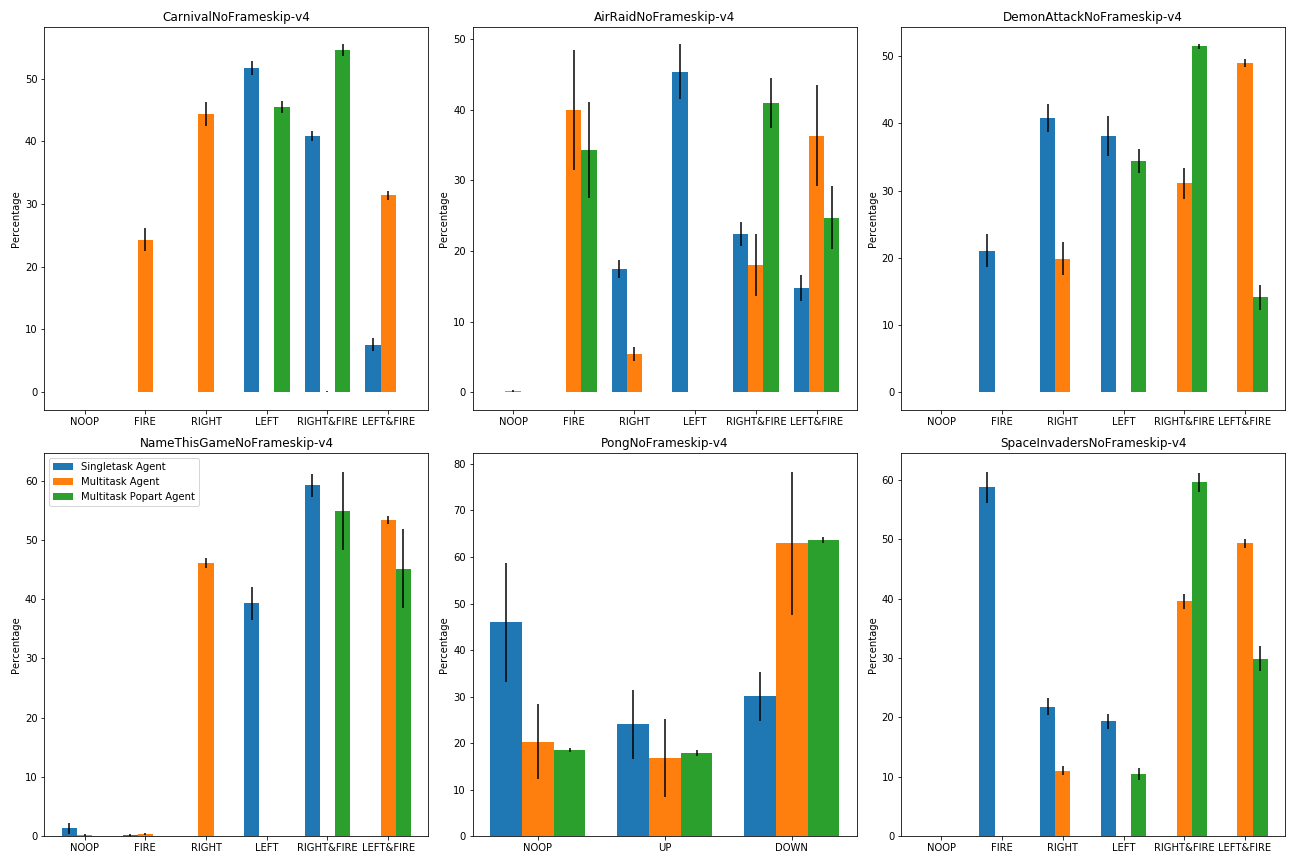 CarnivalNoFrameskip-v4
Percentage
50
40
30
20
10
0
NOOP FIRE RIGHT LEFT RIGHT&FIRE LEFT&FIRE
AirRaidNoFrameskip-v4
Percentage
50
40
30
20
10
0
NOOP FIRE RIGHT LEFT RIGHT&FIRE LEFT&FIRE
DemonAttackNoFrameskip-v4
Percentage
50
40
30
20
10
0
NOOP FIRE RIGHT LEFT RIGHT&FIRE LEFT&FIRE
NameThisGameNoFrameskip-v4
Singletask Agent
Multitask Agent
Multitask Popart Agent
Percentage
60
50
40
30
20
10
0
NOOP FIRE RIGHT LEFT RIGHT&FIRE LEFT&FIRE
PongNoFrameskip-v4
Percentage
80
70
60
50
40
30
20
10
0
NOOP UP DOWN
SpaceInvadersNoFrameskip-v4
Percentage
60
50
40
30
20
10
0
NOOP FIRE RIGHT LEFT RIGHT&FIRE LEFT&FIRE